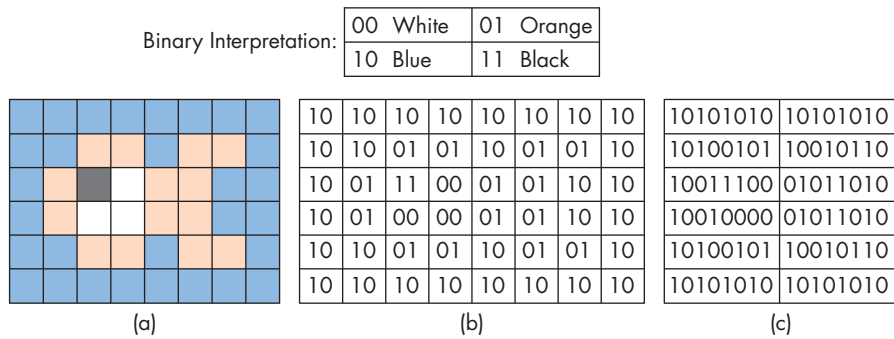 Binary Interpretation:
00 White 01 Orange
10 Blue 11 Black
10 10 10 10 10 10 10 10
10 10 01 01 10 01 01 10
10 01 11 00 01 01 10 10
10 01 00 00 01 01 10 10
10 10 01 01 10 01 01 10
10 10 10 10 10 10 10 10
10101010 10101010
10100101 10010110
10011100 01011010
10010000 01011010
10100101 10010110
10101010 10101010
(a) (b) (c)